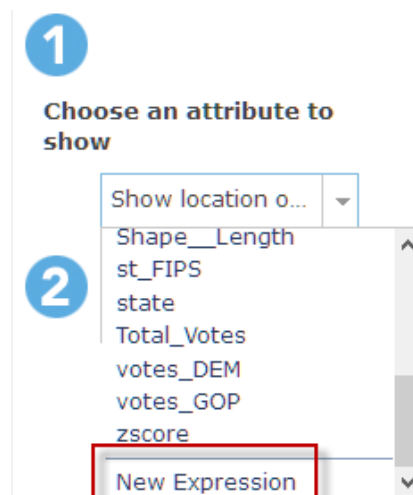 1
Choose an attribute to
show
Show location o...
Shape__Length
st_FIPS
2
state
Total_Votes
votes_DEM
votes_GOP
zscore
New Expression